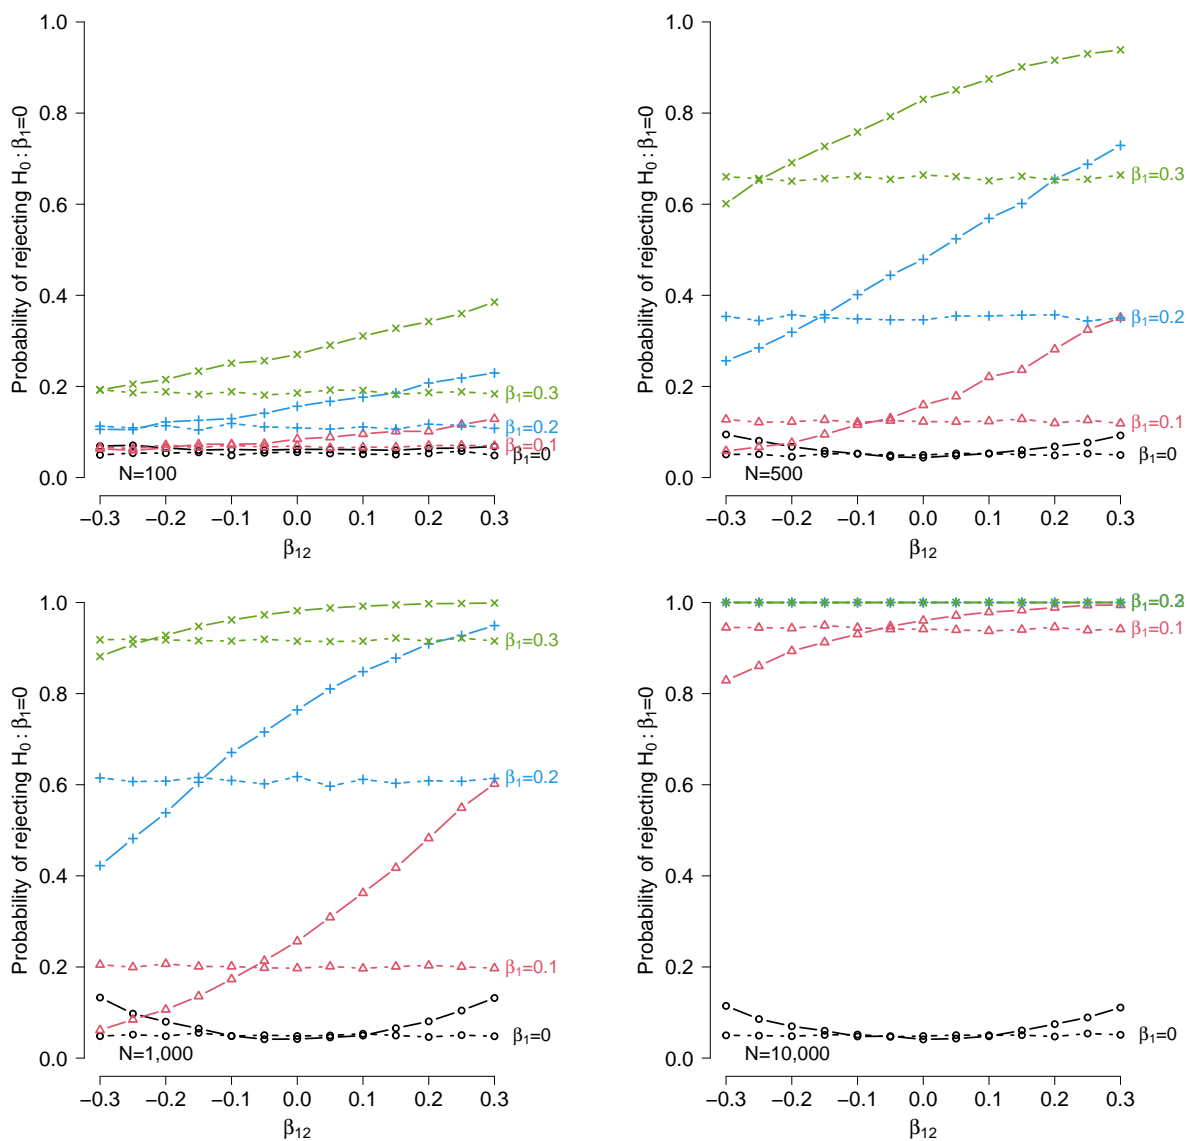 1.0
0.8
0.6
0.4
0.2
0.0
Probability of rejecting H₀ : β₁=0
β₁=0.3
β₁=0.2
β₁=0.1
β₁=0
N=100
−0.3 −0.2 −0.1 0.0 0.1 0.2 0.3
β₁₂
1.0
0.8
0.6
0.4
0.2
0.0
Probability of rejecting H₀ : β₁=0
β₁=0.3
β₁=0.2
β₁=0.1
β₁=0
N=500
−0.3 −0.2 −0.1 0.0 0.1 0.2 0.3
β₁₂
1.0
0.8
0.6
0.4
0.2
0.0
Probability of rejecting H₀ : β₁=0
β₁=0.3
β₁=0.2
β₁=0.1
β₁=0
N=1,000
−0.3 −0.2 −0.1 0.0 0.1 0.2 0.3
β₁₂
1.0
0.8
0.6
0.4
0.2
0.0
Probability of rejecting H₀ : β₁=0
β₁=0.3
β₁=0.1
β₁=0
N=10,000
−0.3 −0.2 −0.1 0.0 0.1 0.2 0.3
β₁₂